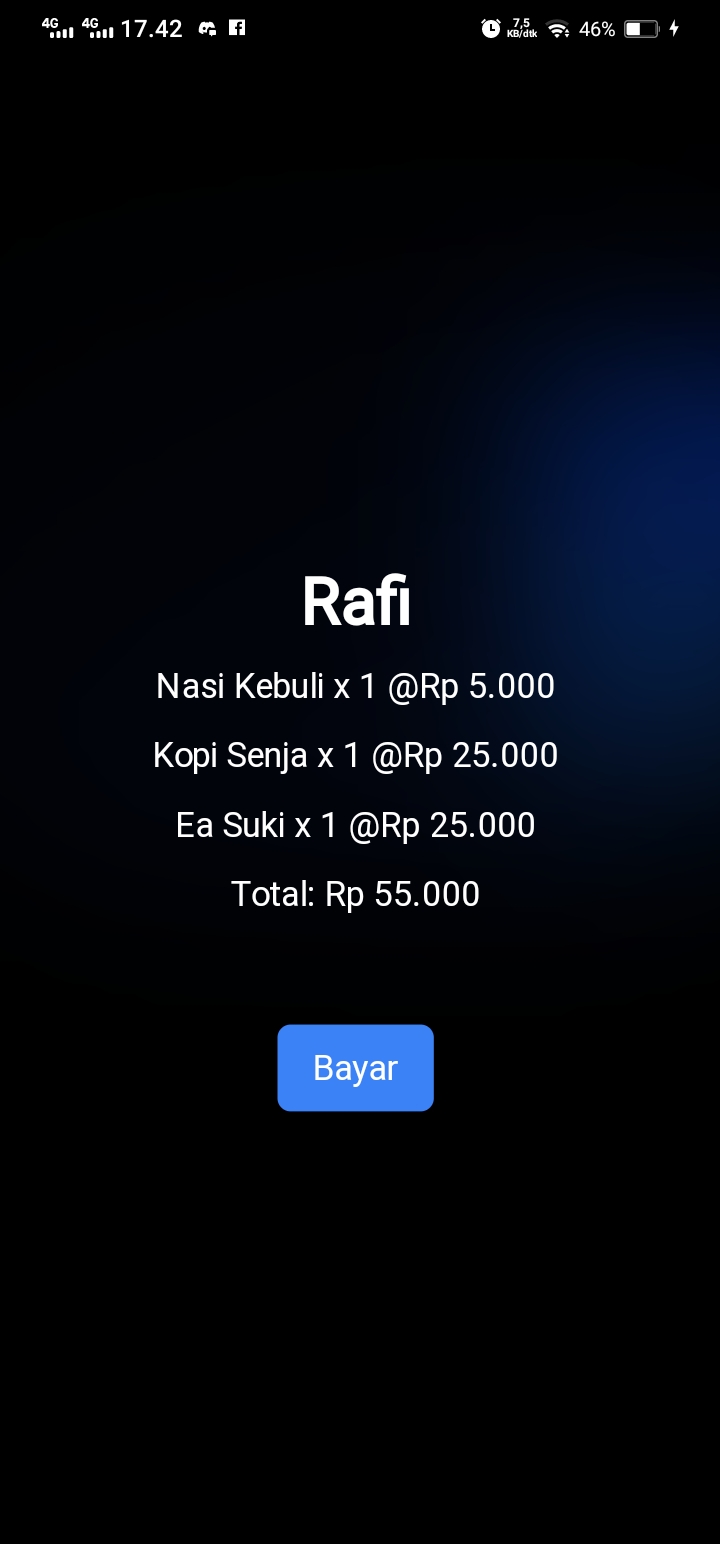 4G 4G 17.42 7,5 KB/dtk 46%
Rafi
Nasi Kebuli x 1 @Rp 5.000
Kopi Senja x 1 @Rp 25.000
Ea Suki x 1 @Rp 25.000
Total: Rp 55.000
Bayar